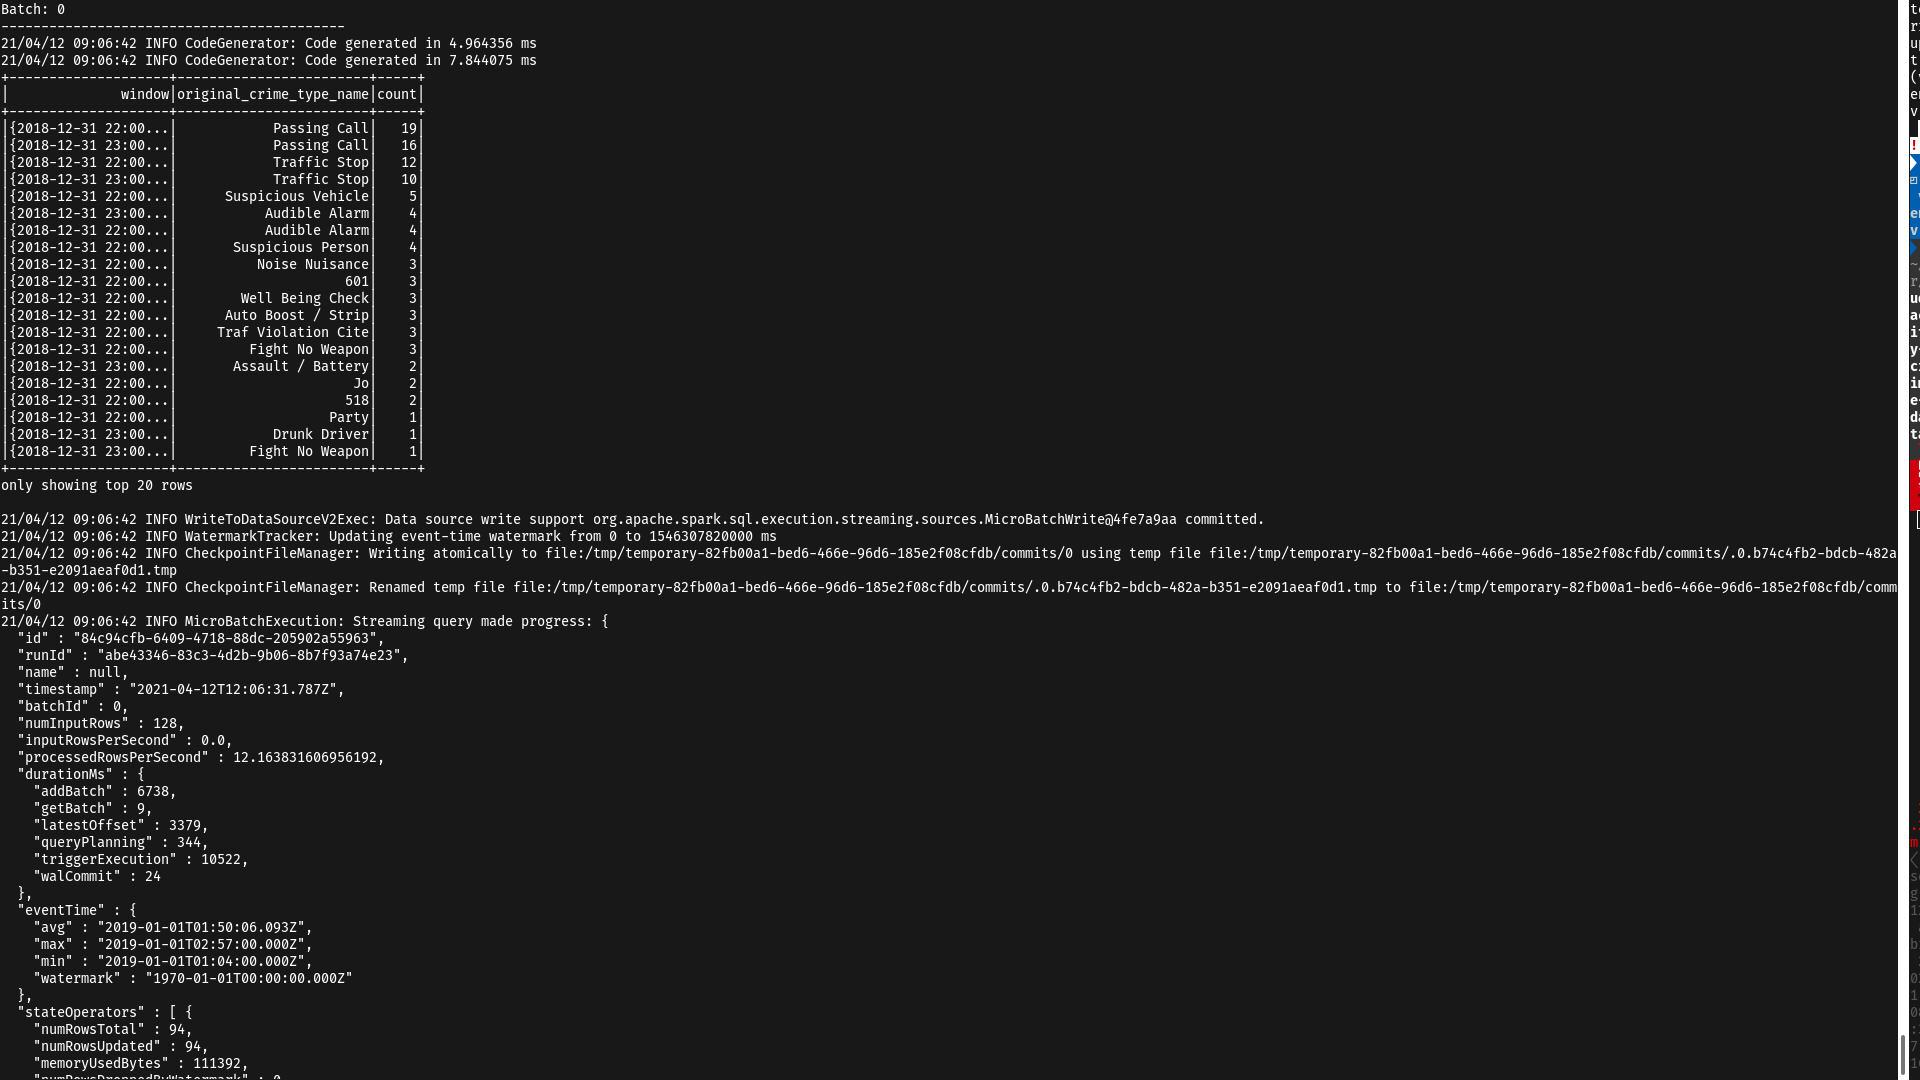 Batch: 0
-------------------------------------------
21/04/12 09:06:42 INFO CodeGenerator: Code generated in 4.964356 ms
21/04/12 09:06:42 INFO CodeGenerator: Code generated in 7.844075 ms
+--------------------+------------------------+-----+
|              window|original_crime_type_name|count|
+--------------------+------------------------+-----+
|{2018-12-31 22:00...|            Passing Call|   19|
|{2018-12-31 23:00...|            Passing Call|   16|
|{2018-12-31 22:00...|            Traffic Stop|   12|
|{2018-12-31 23:00...|            Traffic Stop|   10|
|{2018-12-31 22:00...|      Suspicious Vehicle|    5|
|{2018-12-31 23:00...|           Audible Alarm|    4|
|{2018-12-31 22:00...|           Audible Alarm|    4|
|{2018-12-31 22:00...|       Suspicious Person|    4|
|{2018-12-31 22:00...|          Noise Nuisance|    3|
|{2018-12-31 22:00...|                     601|    3|
|{2018-12-31 22:00...|        Well Being Check|    3|
|{2018-12-31 22:00...|      Auto Boost / Strip|    3|
|{2018-12-31 22:00...|     Traf Violation Cite|    3|
|{2018-12-31 22:00...|         Fight No Weapon|    3|
|{2018-12-31 23:00...|       Assault / Battery|    2|
|{2018-12-31 22:00...|                      Jo|    2|
|{2018-12-31 22:00...|                     518|    2|
|{2018-12-31 22:00...|                   Party|    1|
|{2018-12-31 23:00...|            Drunk Driver|    1|
|{2018-12-31 23:00...|         Fight No Weapon|    1|
+--------------------+------------------------+-----+
only showing top 20 rows
21/04/12 09:06:42 INFO WriteToDataSourceV2Exec: Data source write support org.apache.spark.sql.execution.streaming.sources.MicroBatchWrite@4fe7a9aa committed.
21/04/12 09:06:42 INFO WatermarkTracker: Updating event-time watermark from 0 to 1546307820000 ms
21/04/12 09:06:42 INFO CheckpointFileManager: Writing atomically to file:/tmp/temporary-82fb00a1-bed6-466e-96d6-185e2f08cfdb/commits/0 using temp file file:/tmp/temporary-82fb00a1-bed6-466e-96d6-185e2f08cfdb/commits/.0.b74c4fb2-bdcb-482a
-b351-e2091aeaf0d1.tmp
21/04/12 09:06:42 INFO CheckpointFileManager: Renamed temp file file:/tmp/temporary-82fb00a1-bed6-466e-96d6-185e2f08cfdb/commits/.0.b74c4fb2-bdcb-482a-b351-e2091aeaf0d1.tmp to file:/tmp/temporary-82fb00a1-bed6-466e-96d6-185e2f08cfdb/comm
its/0
21/04/12 09:06:42 INFO MicroBatchExecution: Streaming query made progress: {
  "id" : "84c94cfb-6409-4718-88dc-205902a55963",
  "runId" : "abe43346-83c3-4d2b-9b06-8b7f93a74e23",
  "name" : null,
  "timestamp" : "2021-04-12T12:06:31.787Z",
  "batchId" : 0,
  "numInputRows" : 128,
  "inputRowsPerSecond" : 0.0,
  "processedRowsPerSecond" : 12.163831606956192,
  "durationMs" : {
    "addBatch" : 6738,
    "getBatch" : 9,
    "latestOffset" : 3379,
    "queryPlanning" : 344,
    "triggerExecution" : 10522,
    "walCommit" : 24
  },
  "eventTime" : {
    "avg" : "2019-01-01T01:50:06.093Z",
    "max" : "2019-01-01T02:57:00.000Z",
    "min" : "2019-01-01T01:04:00.000Z",
    "watermark" : "1970-01-01T00:00:00.000Z"
  },
  "stateOperators" : [ {
    "numRowsTotal" : 94,
    "numRowsUpdated" : 94,
    "memoryUsedBytes" : 111392,
    "numRowsDroppedByWatermark" : 0